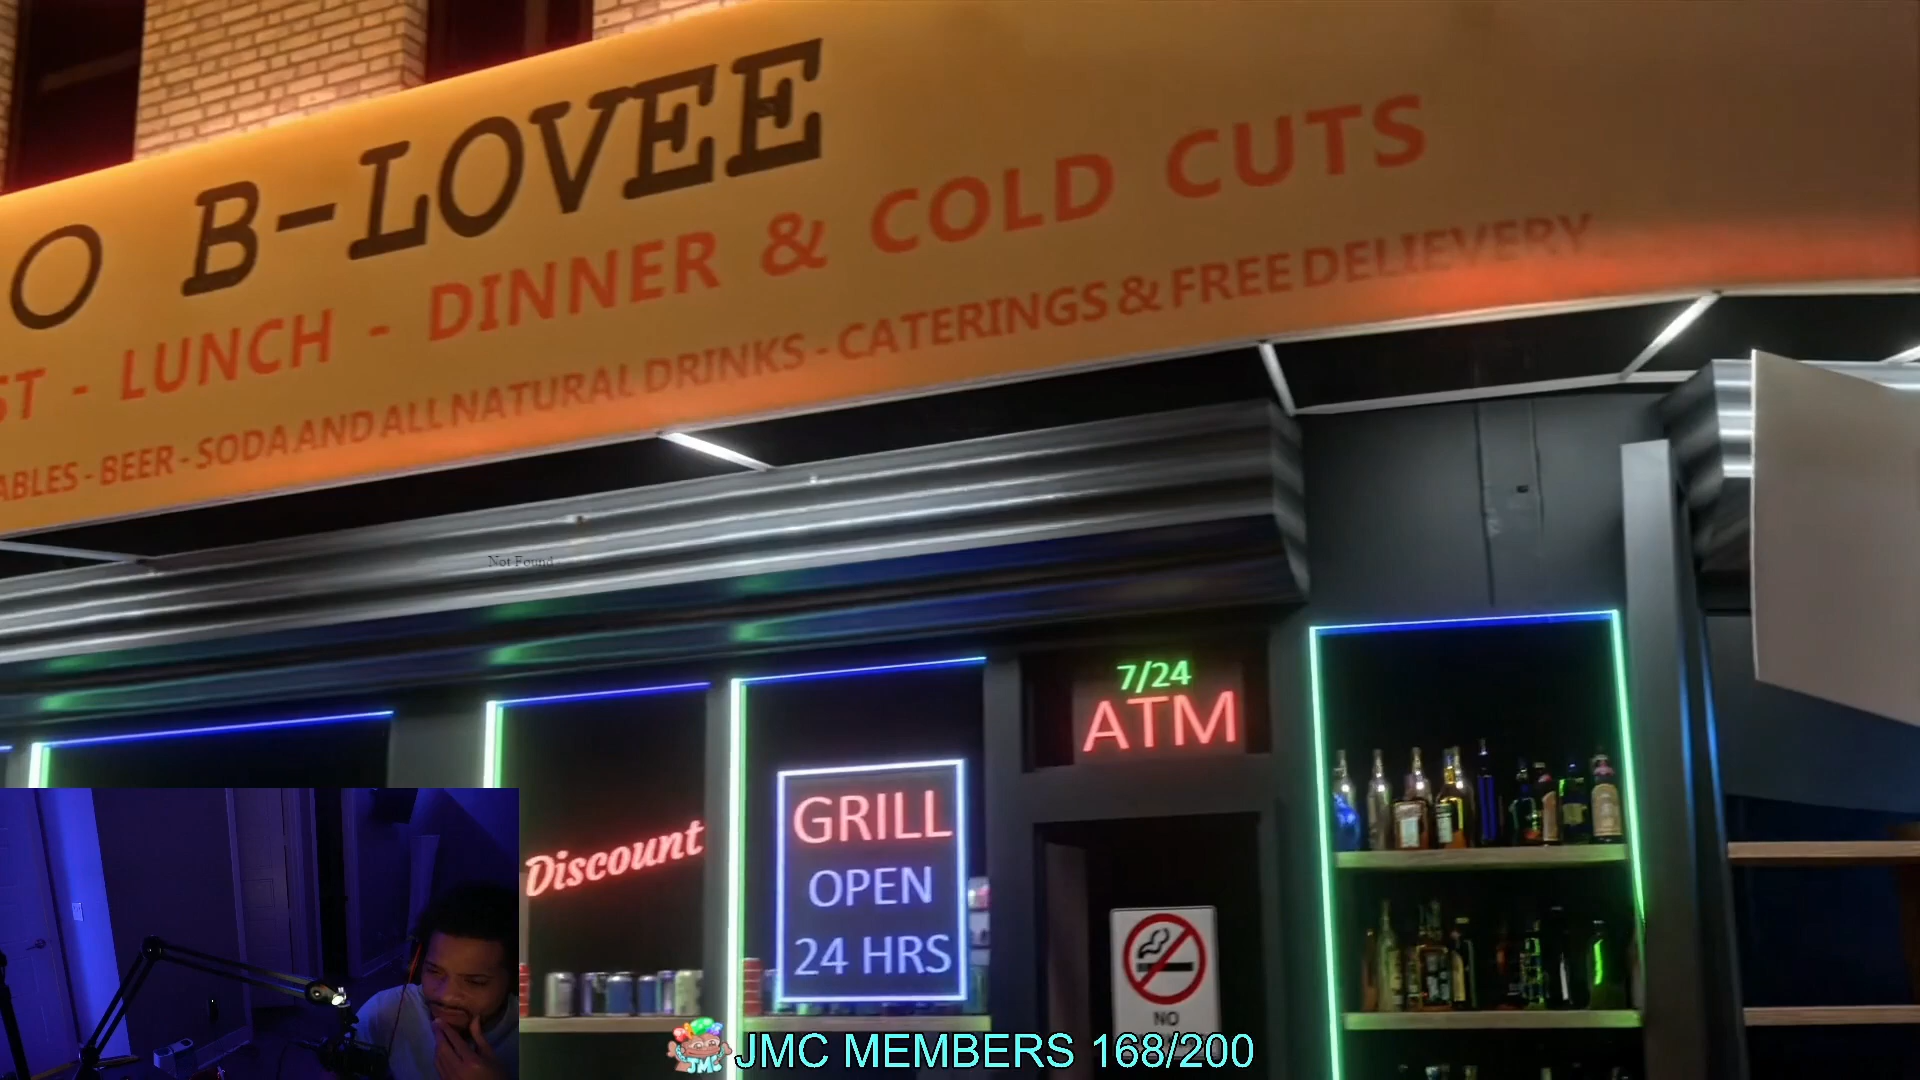 O B-LOVEE
ST - LUNCH - DINNER & COLD CUTS
ABLES - BEER - SODA AND ALL NATURAL DRINKS - CATERINGS & FREE DELIEVERY
Not Found
7/24
ATM
GRILL
OPEN
24 HRS
Discount
NO
JMC
JMC MEMBERS 168/200